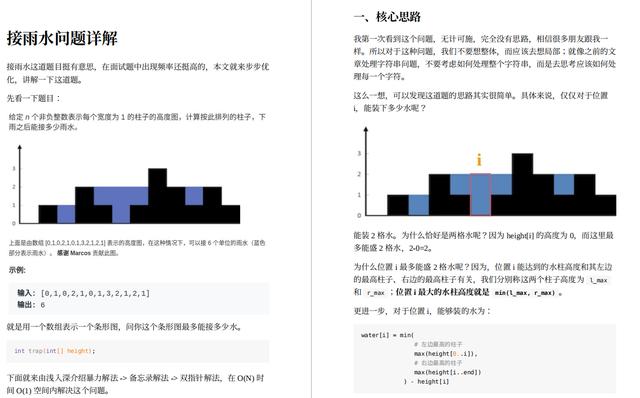 接雨水问题详解
接雨水这道题目挺有意思，在面试题中出现频率还挺高的，本文就来步步优
化，讲解一下这道题。
先看一下题目：
给定 n 个非负整数表示每个宽度为 1 的柱子的高度图，计算按此排列的柱子，下
雨之后能接多少雨水。
3
2
1
0
上面是由数组 [0,1,0,2,1,0,1,3,2,1,2,1] 表示的高度图，在这种情况下，可以接 6 个单位的雨水（蓝色
部分表示雨水）。 感谢 Marcos 贡献此图。
示例:
输入: [0,1,0,2,1,0,1,3,2,1,2,1]
输出: 6
就是用一个数组表示一个条形图，问你这个条形图最多能接多少水。
int trap(int[] height);
下面就来由浅入深介绍暴力解法 -> 备忘录解法 -> 双指针解法，在 O(N) 时
间 O(1) 空间内解决这个问题。
一、核心思路
我第一次看到这个问题，无计可施，完全没有思路，相信很多朋友跟我一
样。所以对于这种问题，我们不要想整体，而应该去想局部；就像之前的文
章处理字符串问题，不要考虑如何处理整个字符串，而是去思考应该如何处
理每一个字符。
这么一想，可以发现这道题的思路其实很简单。具体来说，仅仅对于位置
i，能装下多少水呢？
i
3
2
1
0
能装 2 格水。为什么恰好是两格水呢？因为 height[i] 的高度为 0，而这里最
多能盛 2 格水，2-0=2。
为什么位置 i 最多能盛 2 格水呢？因为，位置 i 能达到的水柱高度和其左边
的最高柱子、右边的最高柱子有关，我们分别称这两个柱子高度为 l_max
和 r_max ；位置 i 最大的水柱高度就是 min(l_max, r_max) 。
更进一步，对于位置 i，能够装的水为：
water[i] = min(
# 左边最高的柱子
max(height[0..i]),
# 右边最高的柱子
max(height[i..end])
) - height[i]